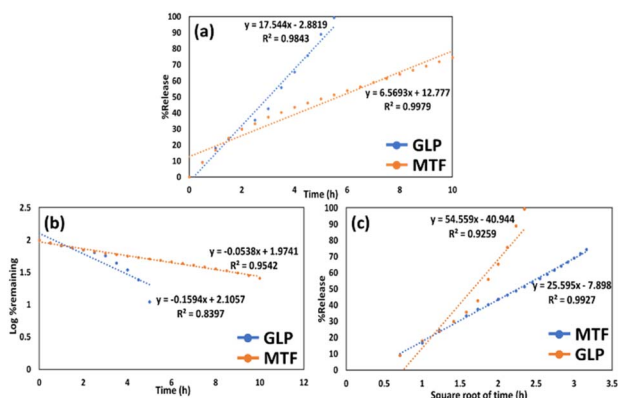 (a)
y = 17.544x - 2.8819
R² = 0.9843
y = 6.5693x + 12.777
R² = 0.9979
%Release
100
90
80
70
60
50
40
30
20
10
0
0 2 4 6 8 10
Time (h)
GLP
MTF
(b)
y = -0.0538x + 1.9741
R² = 0.9542
y = -0.1594x + 2.1057
R² = 0.8397
Log %remaining
2.5
2
1.5
1
0.5
0
0 2 4 6 8 10 12
Time (h)
GLP
MTF
(c)
y = 54.559x - 40.944
R² = 0.9259
y = 25.595x - 7.898
R² = 0.9927
%Release
100
90
80
70
60
50
40
30
20
10
0
0 0.5 1 1.5 2 2.5 3 3.5
Square root of time (h)
MTF
GLP